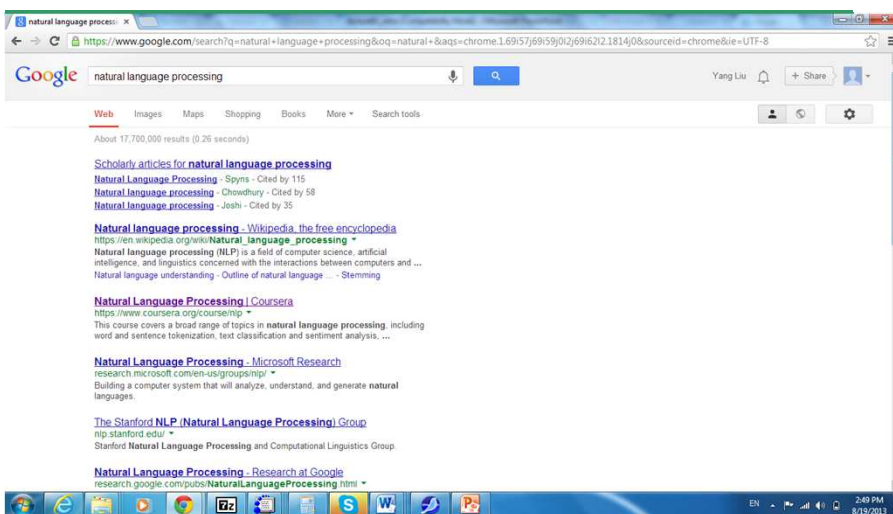 natural language process
https://www.google.com/search?q=natural+language+processing&oq=natural+&aqs=chrome.1.69i57j69i59j0l2j69i62l2.1814j0&sourceid=chrome&ie=UTF-8
Google natural language processing Yang Liu + Share
Web Images Maps Shopping Books More Search tools
About 17,700,000 results (0.26 seconds)
Scholarly articles for natural language processing
Natural Language Processing - Spyns - Cited by 115
Natural language processing - Chowdhury - Cited by 58
Natural language processing - Joshi - Cited by 35
Natural language processing - Wikipedia, the free encyclopedia
https://en.wikipedia.org/wiki/Natural_language_processing
Natural language processing (NLP) is a field of computer science, artificial
intelligence, and linguistics concerned with the interactions between computers and ...
Natural language understanding - Outline of natural language ... - Stemming
Natural Language Processing | Coursera
https://www.coursera.org/course/nlp
This course covers a broad range of topics in natural language processing, including
word and sentence tokenization, text classification and sentiment analysis, ...
Natural Language Processing - Microsoft Research
research.microsoft.com/en-us/groups/nlp/
Building a computer system that will analyze, understand, and generate natural
languages.
The Stanford NLP (Natural Language Processing) Group
nlp.stanford.edu/
Stanford Natural Language Processing and Computational Linguistics Group.
Natural Language Processing - Research at Google
research.google.com/pubs/NaturalLanguageProcessing.html
EN 2:49 PM
8/19/2013